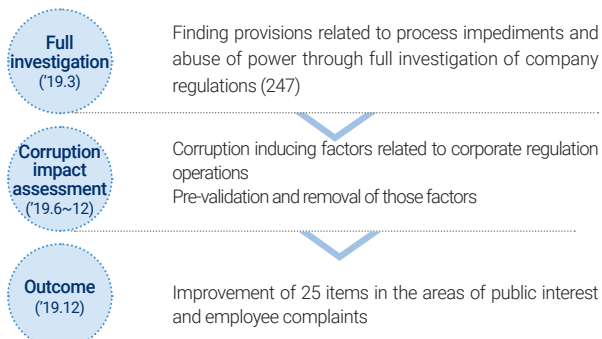 Full
investigation
('19.3)
Finding provisions related to process impediments and
abuse of power through full investigation of company
regulations (247)
Corruption
impact
assessment
('19.6~12)
Corruption inducing factors related to corporate regulation
operations
Pre-validation and removal of those factors
Outcome
('19.12)
Improvement of 25 items in the areas of public interest
and employee complaints